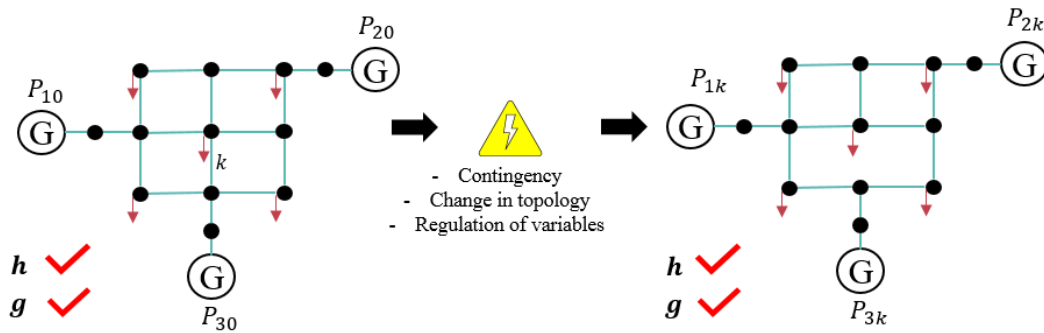 P₂₀
G
P₁₀
G
k
h
g
G
P₃₀
- Contingency
- Change in topology
- Regulation of variables
P₂ₖ
G
P₁ₖ
G
h
g
G
P₃ₖ